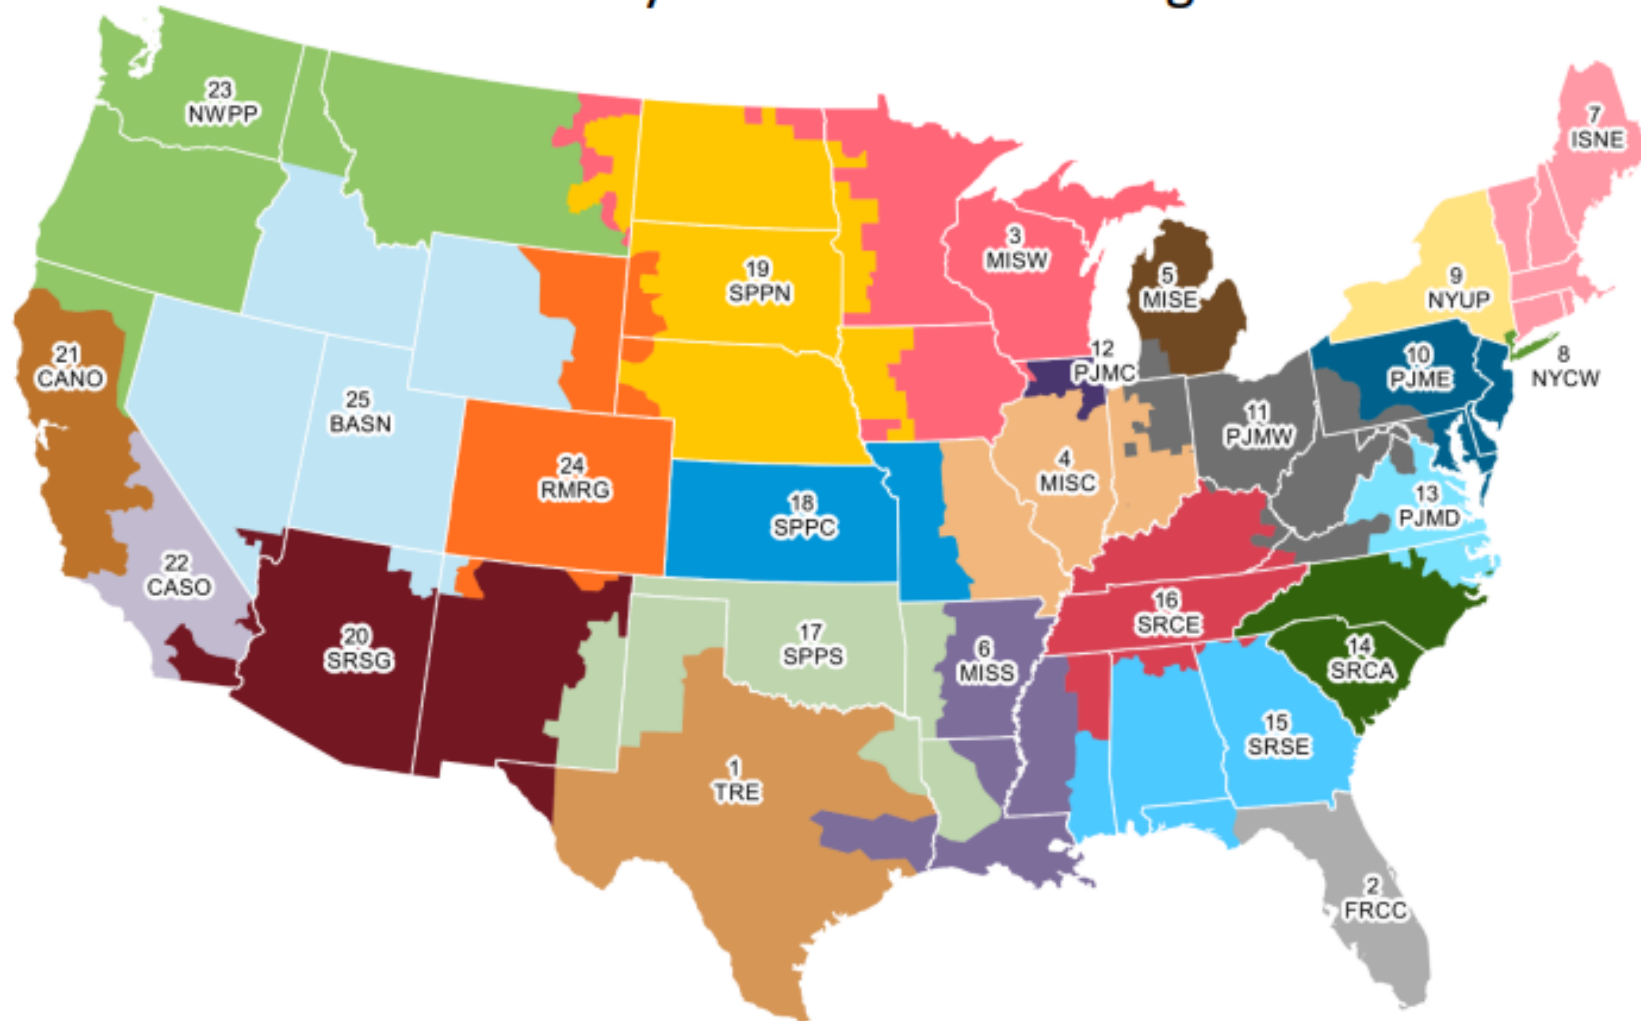 23
NWPP
7
ISNE
3
MISW
19
SPPN
5
MISE
9
NYUP
21
CANO
12
PJMC
10
PJME
8
NYCW
25
BASN
11
PJMW
24
RMRG
4
MISC
18
SPPC
13
PJMD
22
CASO
16
SRCE
20
SRSG
17
SPPS
6
MISS
14
SRCA
15
SRSE
1
TRE
2
FRCC